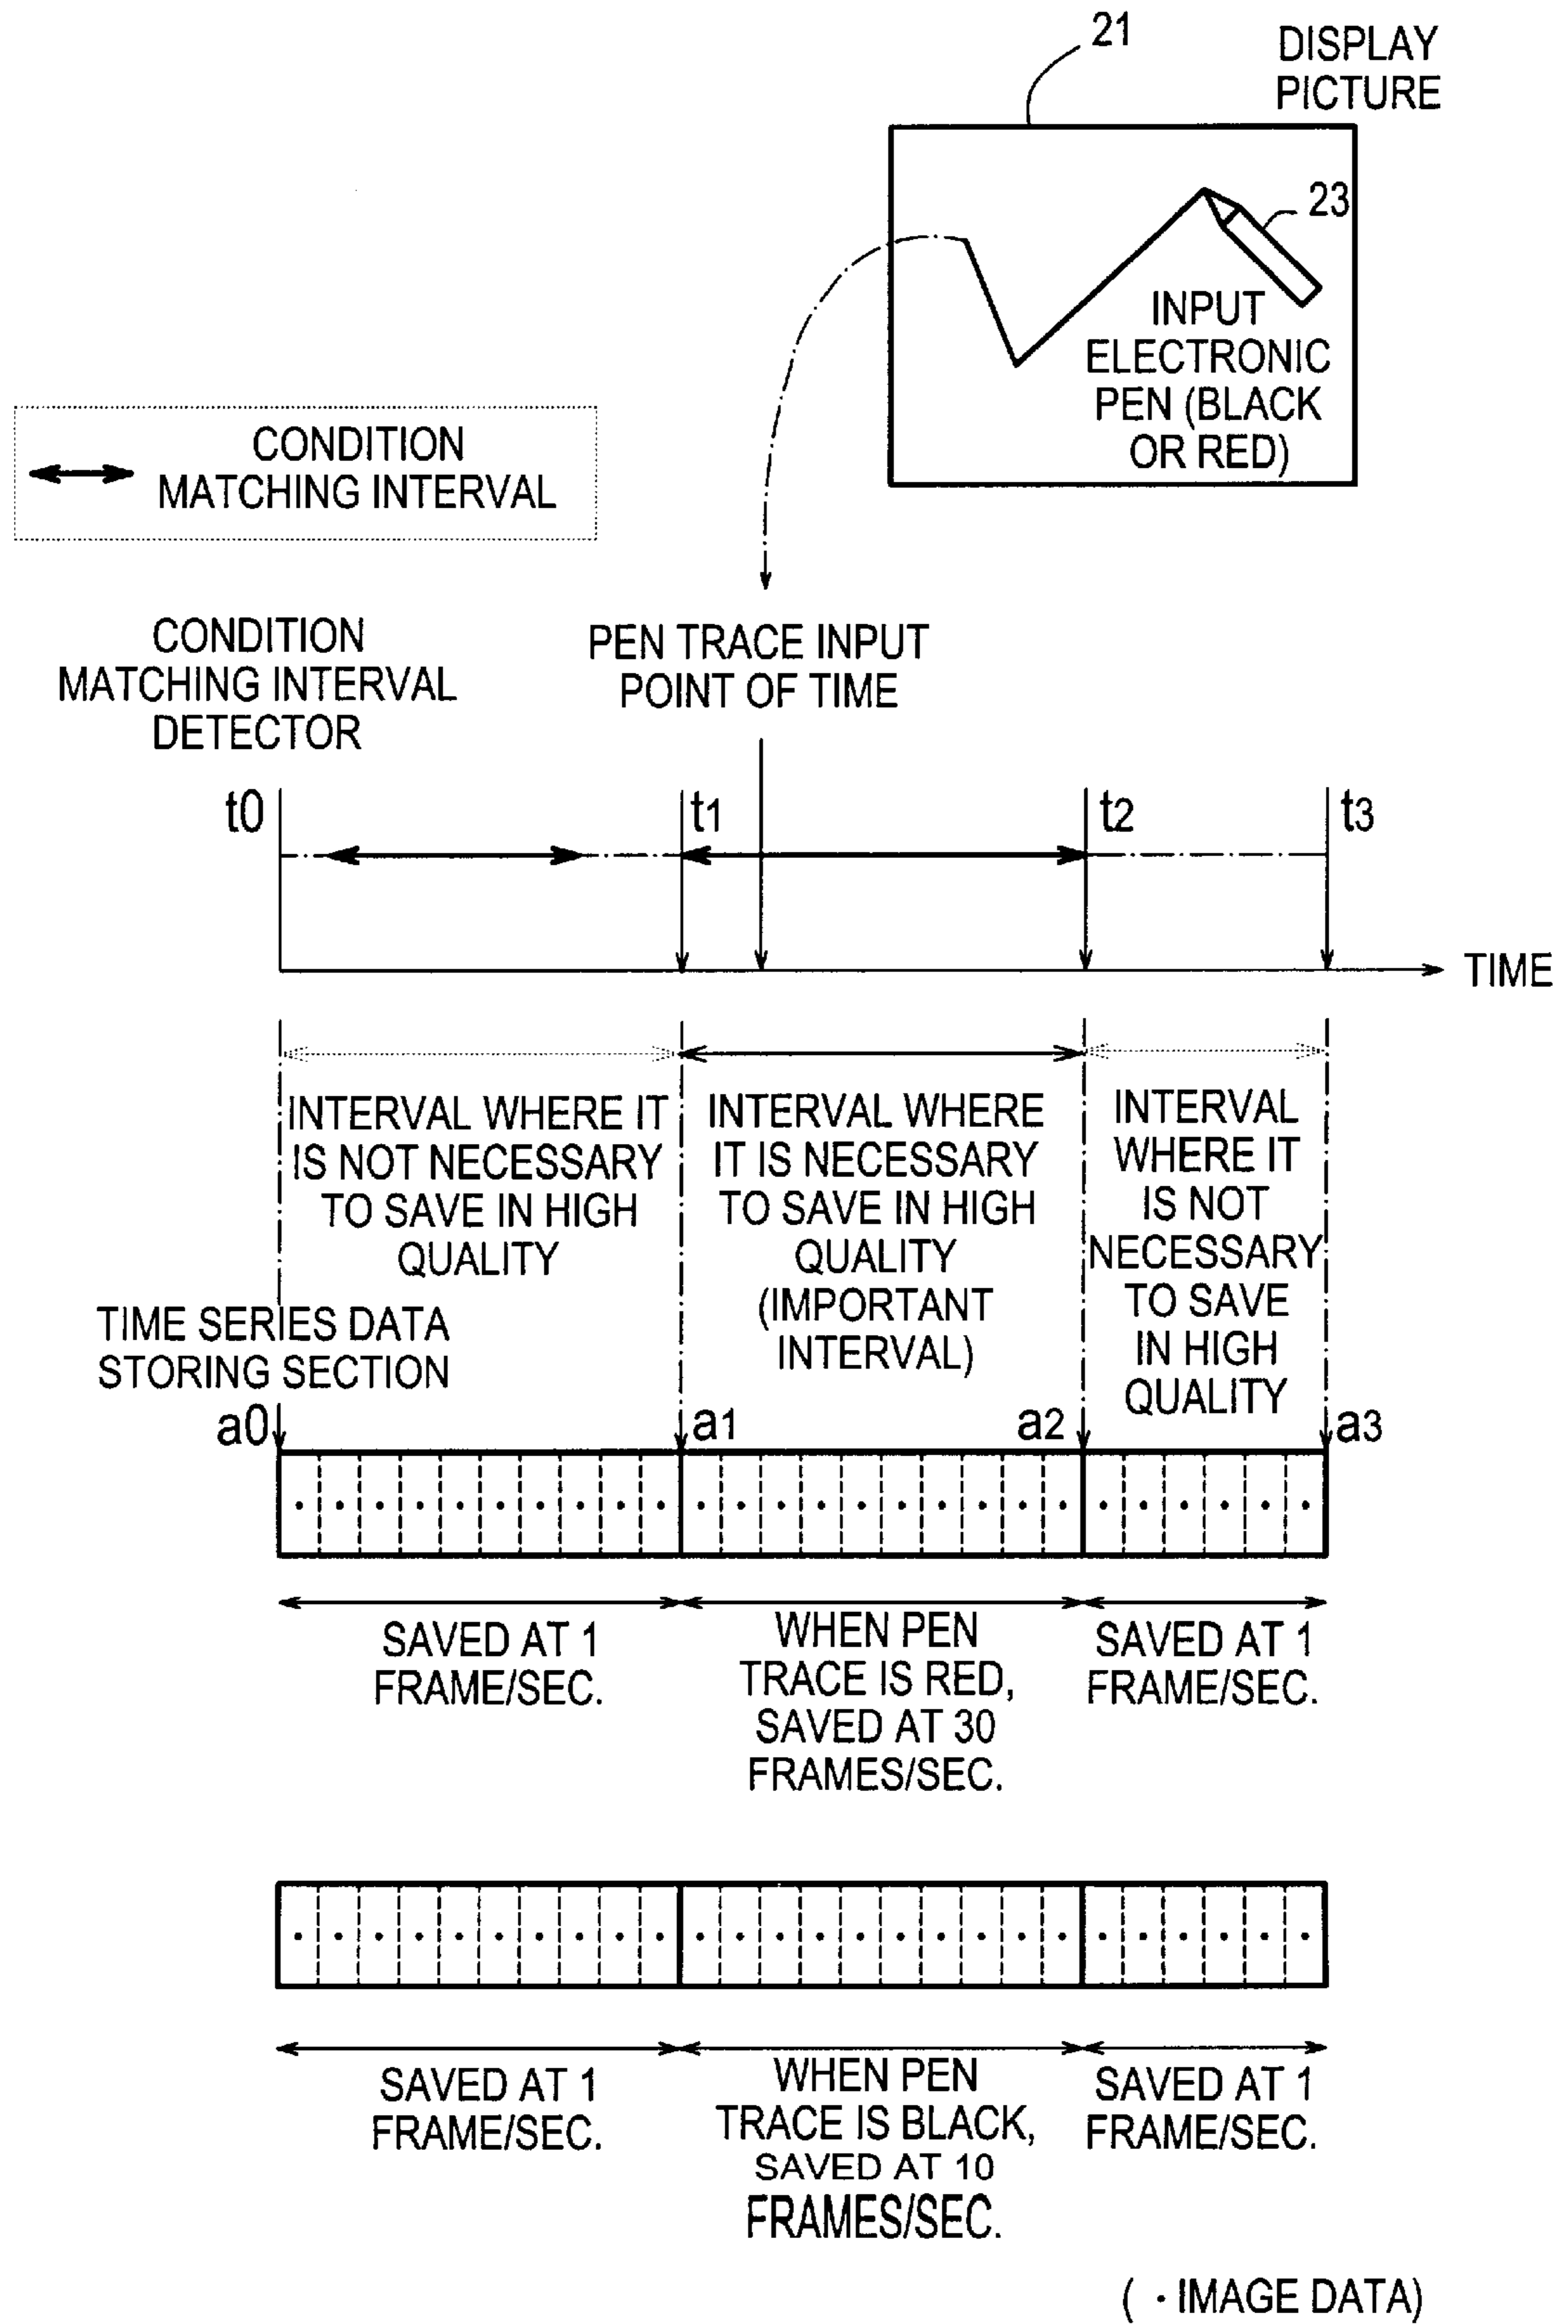 21
DISPLAY
PICTURE
23
INPUT
ELECTRONIC
PEN (BLACK
OR RED)
CONDITION
MATCHING INTERVAL
CONDITION
MATCHING INTERVAL
DETECTOR
PEN TRACE INPUT
POINT OF TIME
t0
t1
t2
t3
TIME
INTERVAL WHERE IT
IS NOT NECESSARY
TO SAVE IN HIGH
QUALITY
INTERVAL WHERE
IT IS NECESSARY
TO SAVE IN HIGH
QUALITY
(IMPORTANT
INTERVAL)
INTERVAL
WHERE IT
IS NOT
NECESSARY
TO SAVE
IN HIGH
QUALITY
TIME SERIES DATA
STORING SECTION
a0
a1
a2
a3
SAVED AT 1
FRAME/SEC.
WHEN PEN
TRACE IS RED,
SAVED AT 30
FRAMES/SEC.
SAVED AT 1
FRAME/SEC.
SAVED AT 1
FRAME/SEC.
WHEN PEN
TRACE IS BLACK,
SAVED AT 10
FRAMES/SEC.
SAVED AT 1
FRAME/SEC.
( · IMAGE DATA)